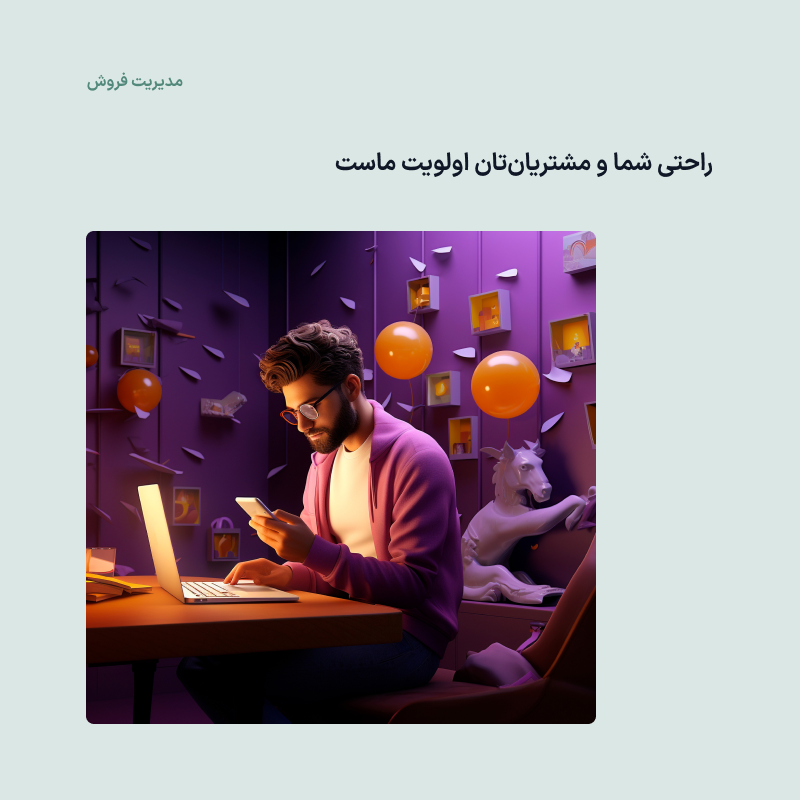 مدیریت فروش
راحتی شما و مشتریان‌تان اولویت ماست